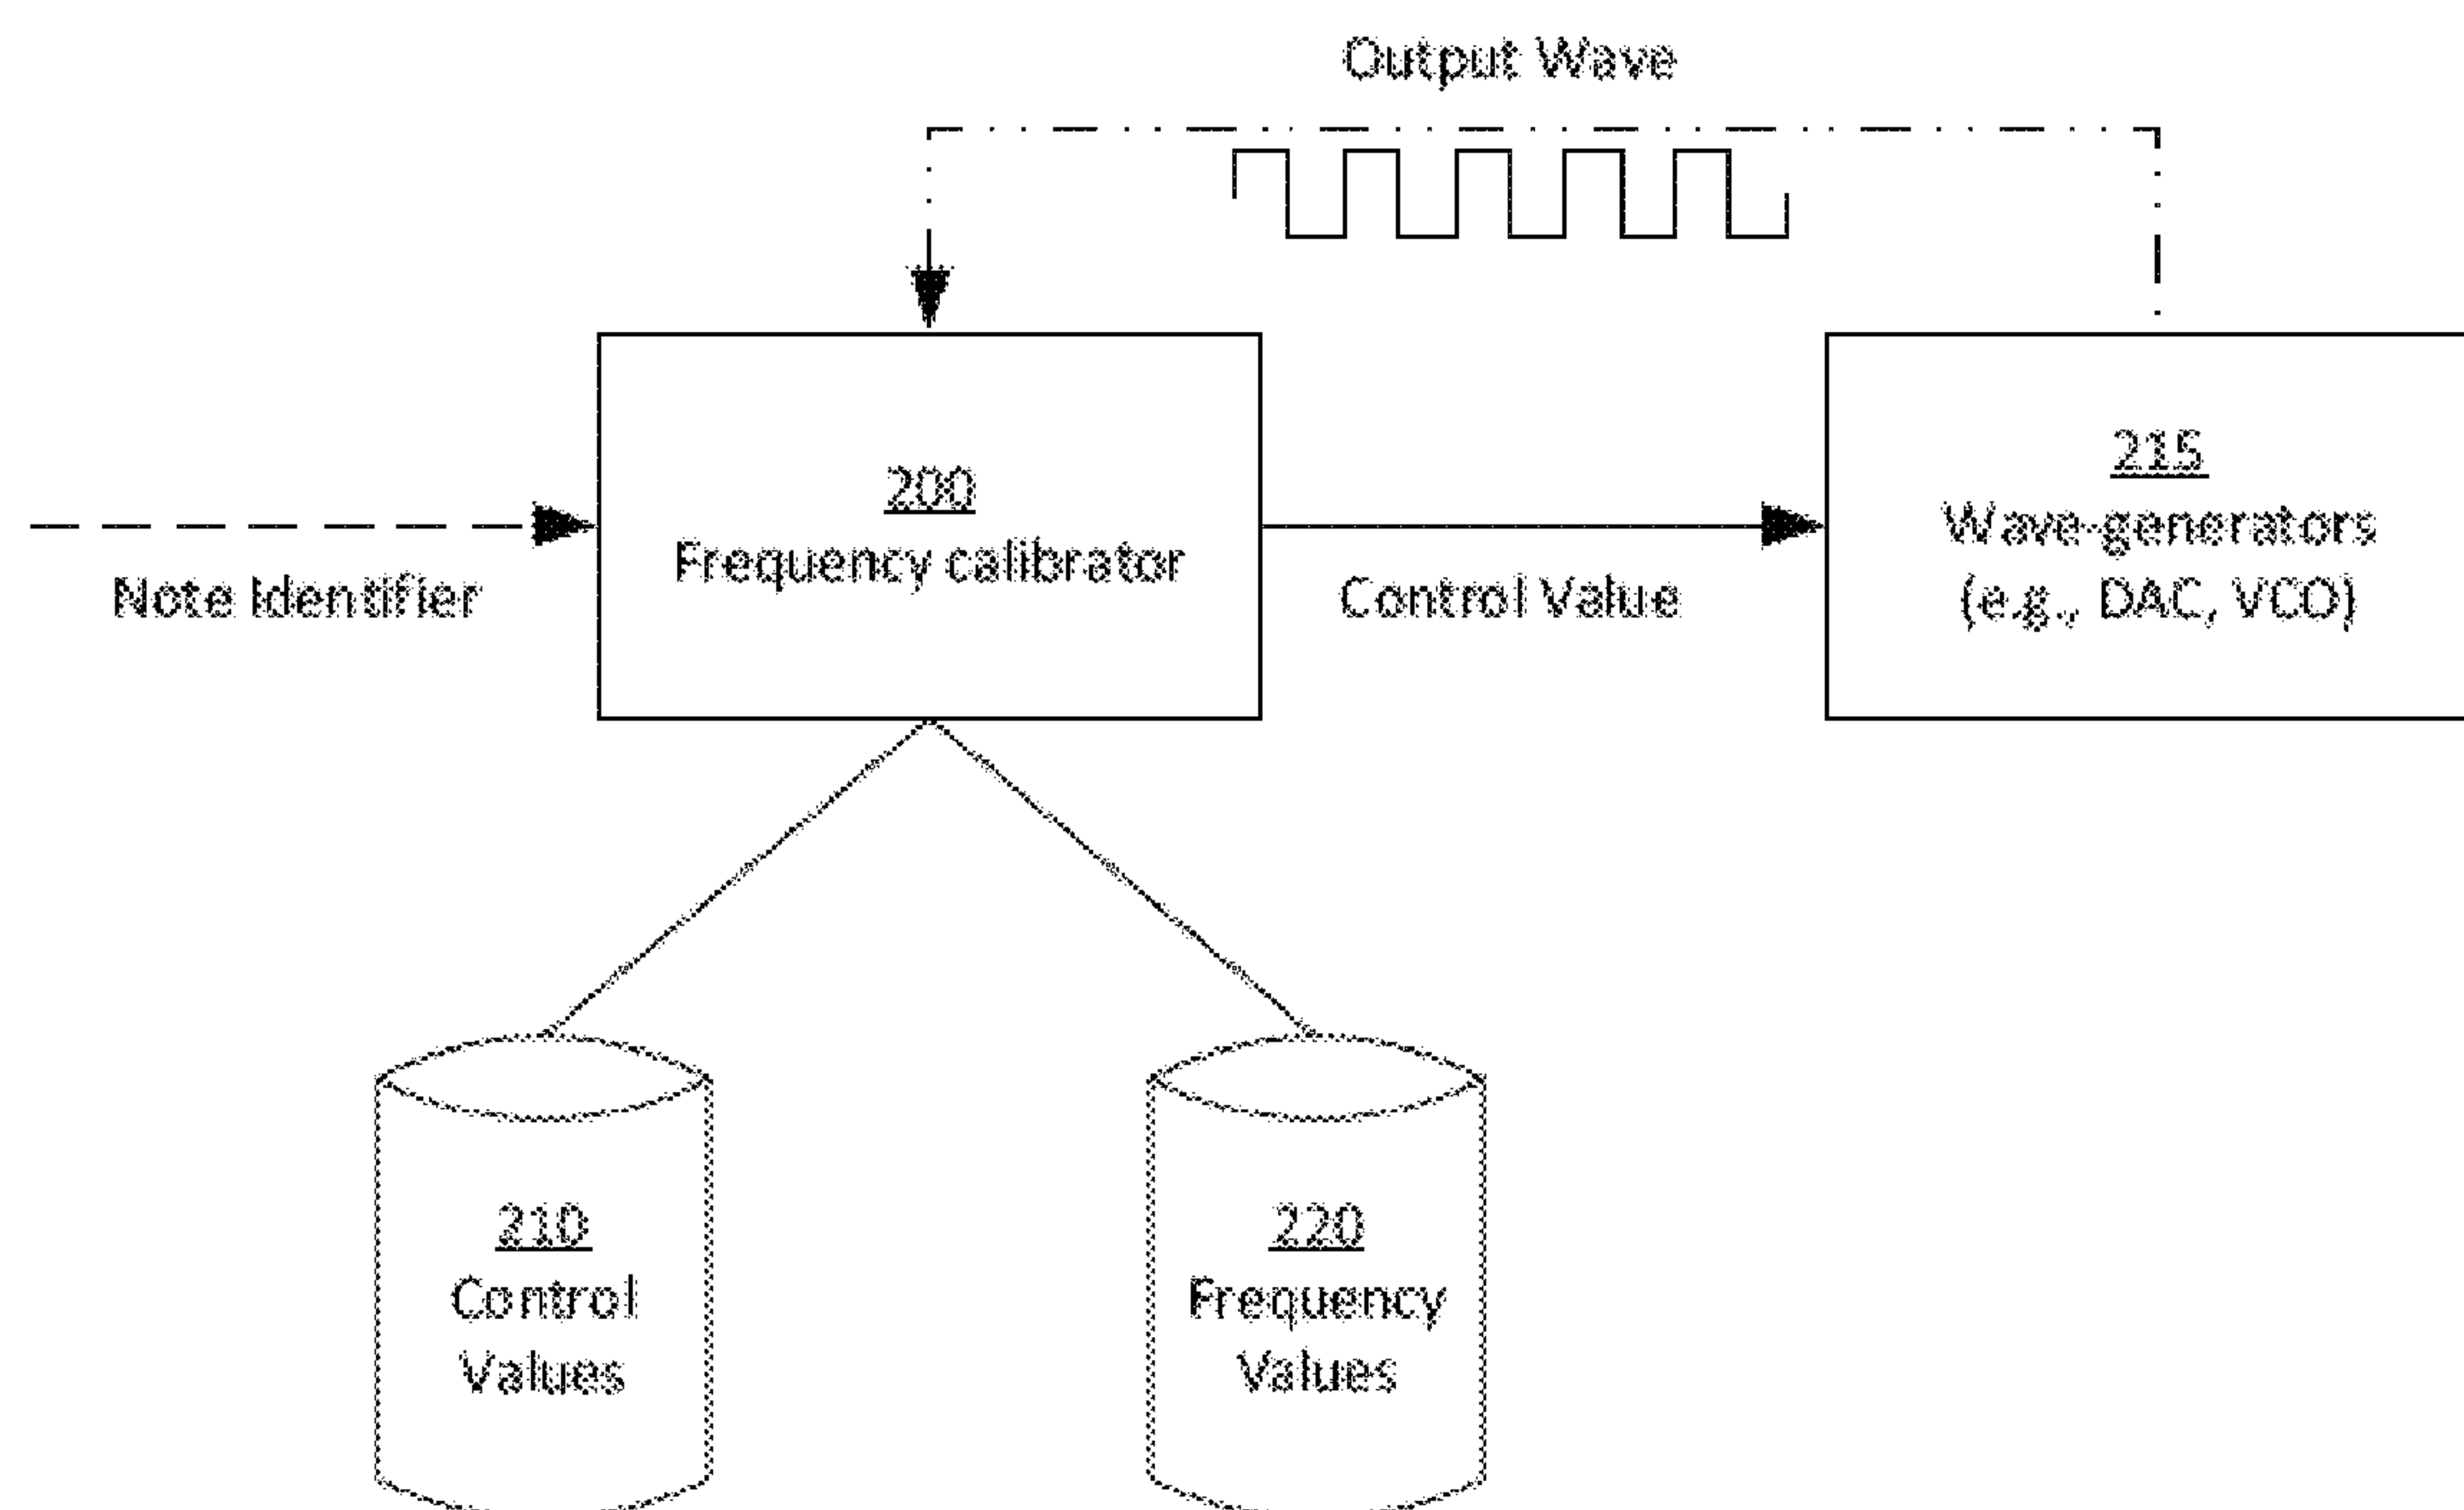 Output Wave
200
Frequency calibrator
Note Identifier
Control Value
215
Wave-generators
(e.g., DAC, VCO)
210
Control
Values
220
Frequency
Values